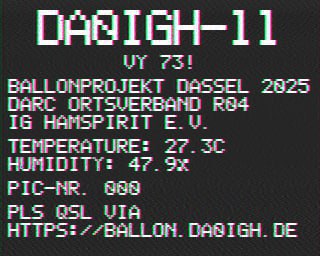 DA0IGH-11
VY 73!
BALLONPROJEKT DASSEL 2025
DARC ORTSVERBAND R04
IG HAMSPIRIT E.V.
TEMPERATURE: 27.3C
HUMIDITY: 47.9%
PIC-NR. 000
PLS QSL VIA
HTTPS://BALLON.DA0IGH.DE